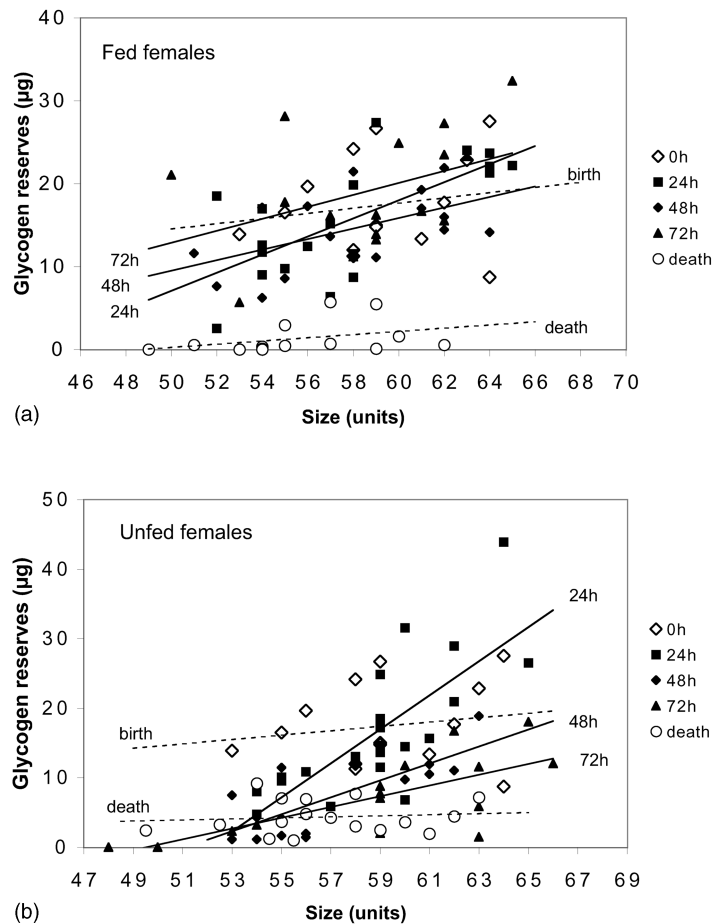 40
Fed females
30
20
10
0
Glycogen reserves (µg)
birth
72h
48h
24h
death
0h
24h
48h
72h
death
46 48 50 52 54 56 58 60 62 64 66 68 70
(a)
Size (units)
50
Unfed females
40
30
20
10
0
Glycogen reserves (µg)
24h
birth
48h
72h
death
0h
24h
48h
72h
death
47 49 51 53 55 57 59 61 63 65 67 69
(b)
Size (units)